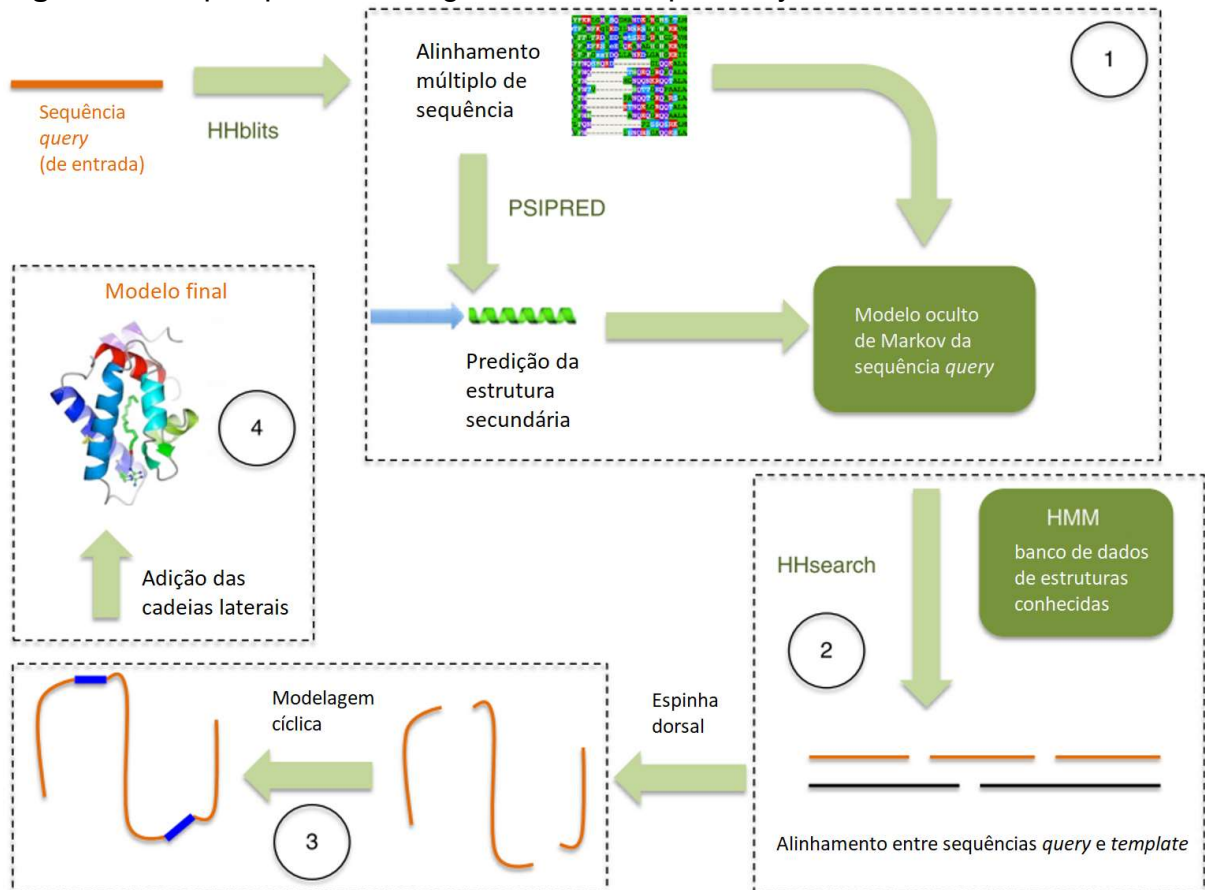 Sequência
query
(de entrada)
HHblits
Alinhamento
múltiplo de
sequência
1
PSIPRED
Predição da
estrutura
secundária
Modelo oculto
de Markov da
sequência query
HHsearch
HMM
banco de dados
de estruturas
conhecidas
2
Alinhamento entre sequências query e template
Espinha
dorsal
Modelagem
cíclica
3
Adição das
cadeias laterais
4
Modelo final